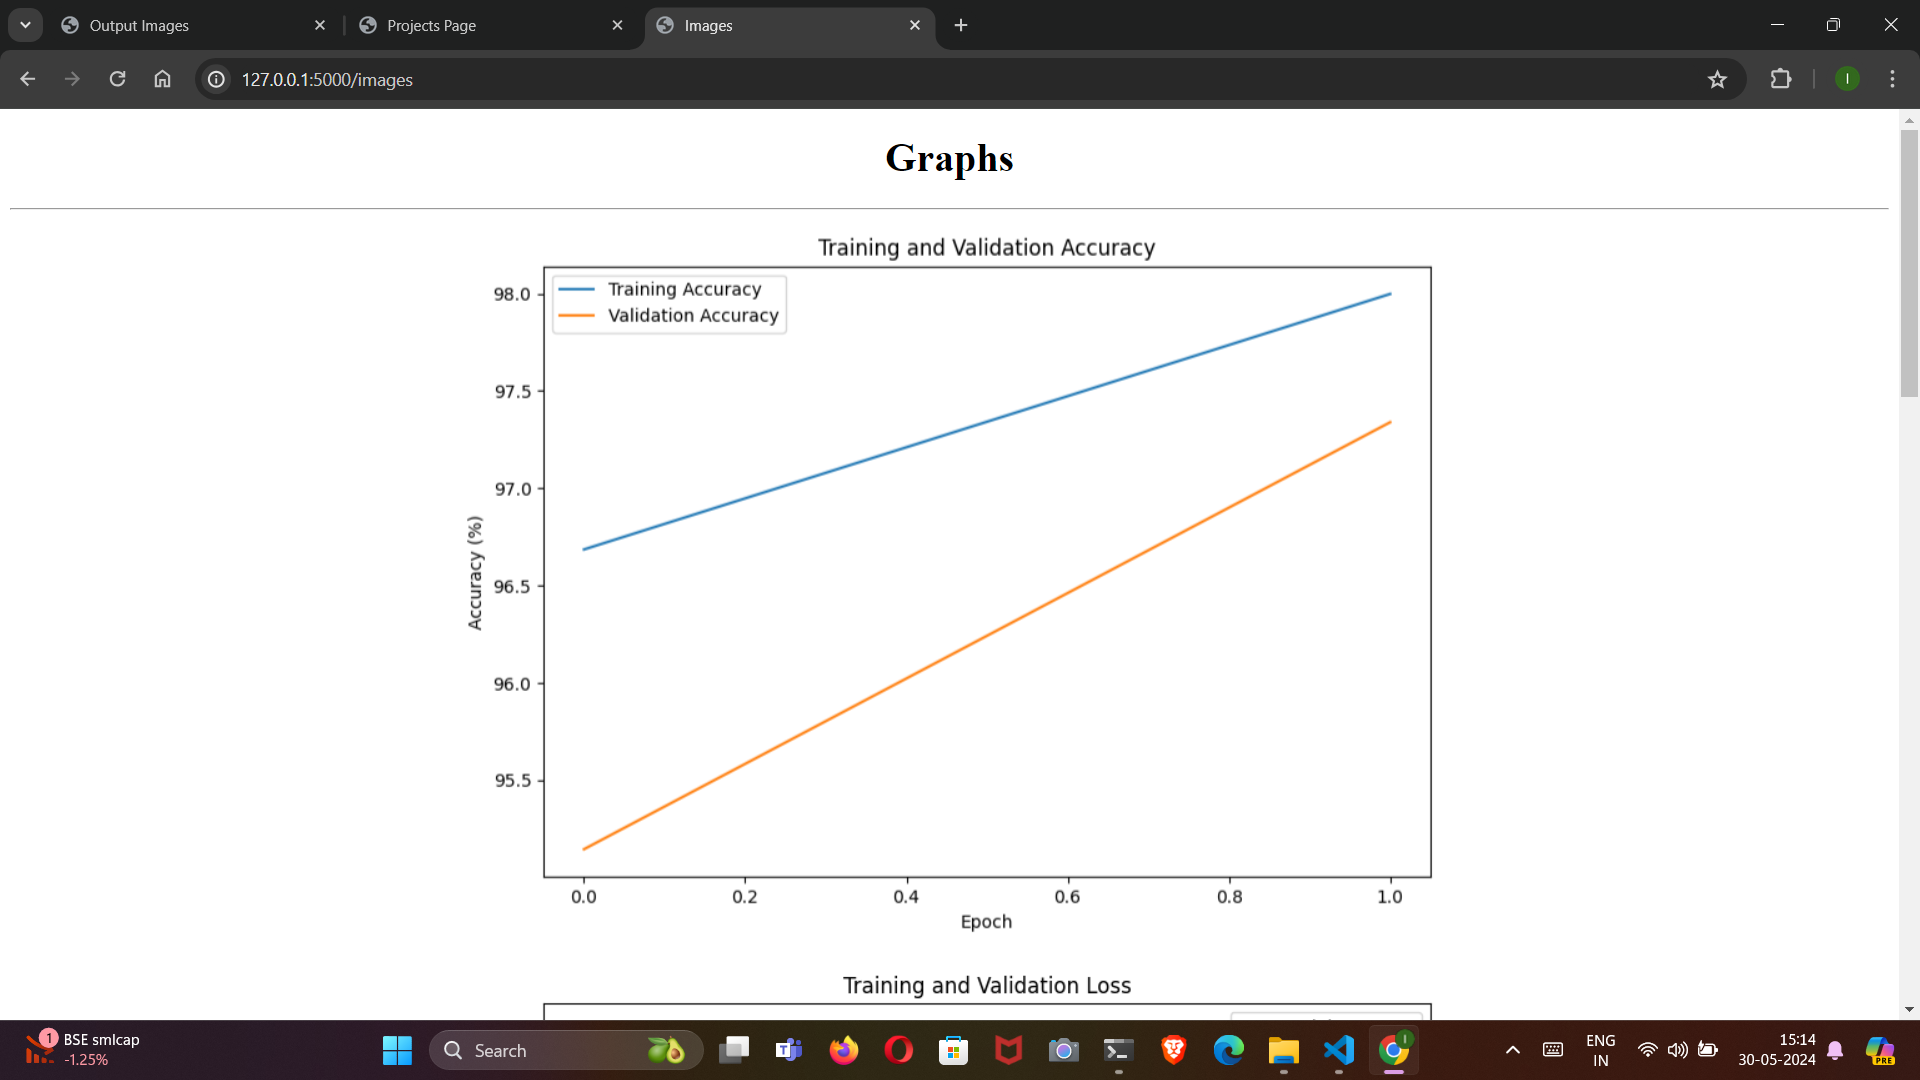 Output Images
Projects Page
Images
127.0.0.1:5000/images
I
Graphs
Training and Validation Accuracy
Training Accuracy
Validation Accuracy
98.0
97.5
97.0
96.5
96.0
95.5
Accuracy (%)
0.0 0.2 0.4 0.6 0.8 1.0
Epoch
Training and Validation Loss
1
BSE smlcap
-1.25%
Search
T
I
ENG
IN
15:14
30-05-2024
PRE